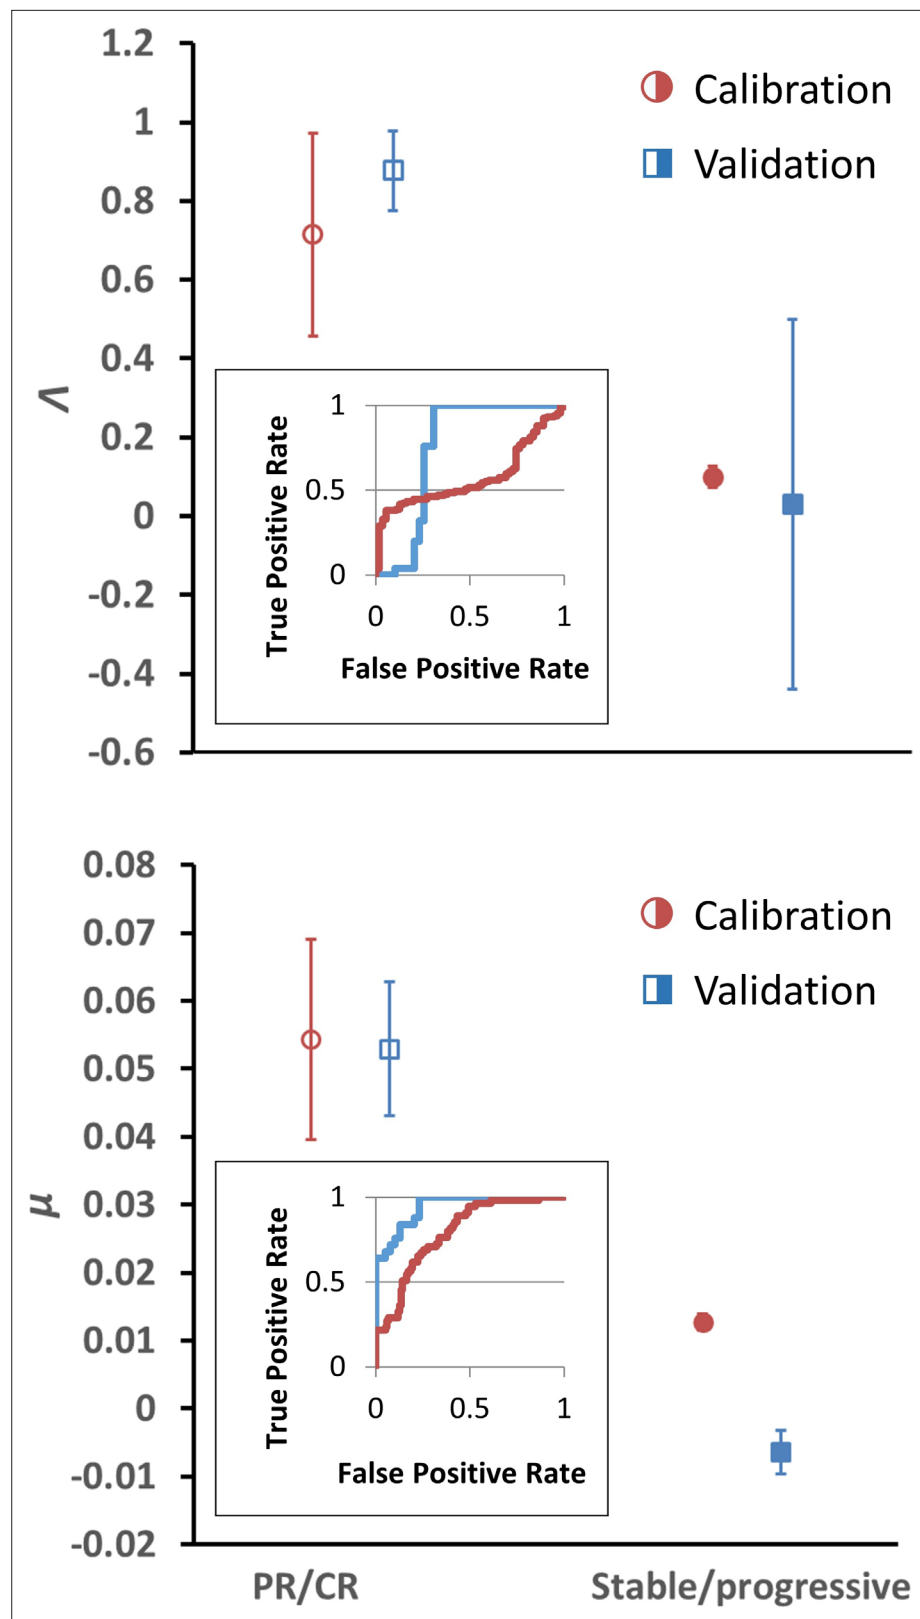 1.2
1
0.8
0.6
0.4
0.2
0
-0.2
-0.4
-0.6
Λ
Calibration
Validation
True Positive Rate
1
0.5
0
0 0.5 1
False Positive Rate
0.08
0.07
0.06
0.05
0.04
0.03
0.02
0.01
0
-0.01
-0.02
μ
Calibration
Validation
True Positive Rate
1
0.5
0
0 0.5 1
False Positive Rate
PR/CR Stable/progressive